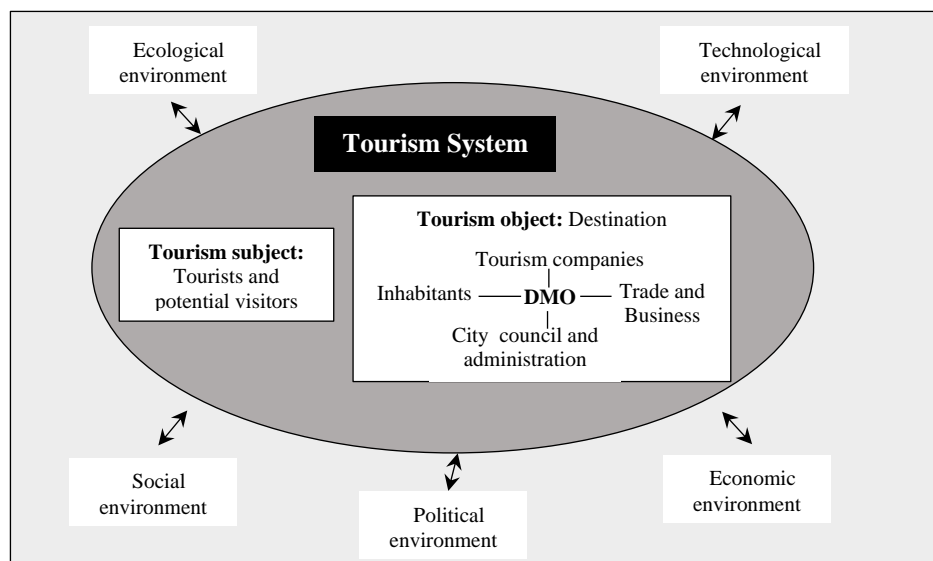 Ecological
environment
Technological
environment
Tourism System
Tourism subject:
Tourists and
potential visitors
Tourism object: Destination
Tourism companies
Inhabitants
DMO
Trade and
Business
City council and
administration
Social
environment
Political
environment
Economic
environment